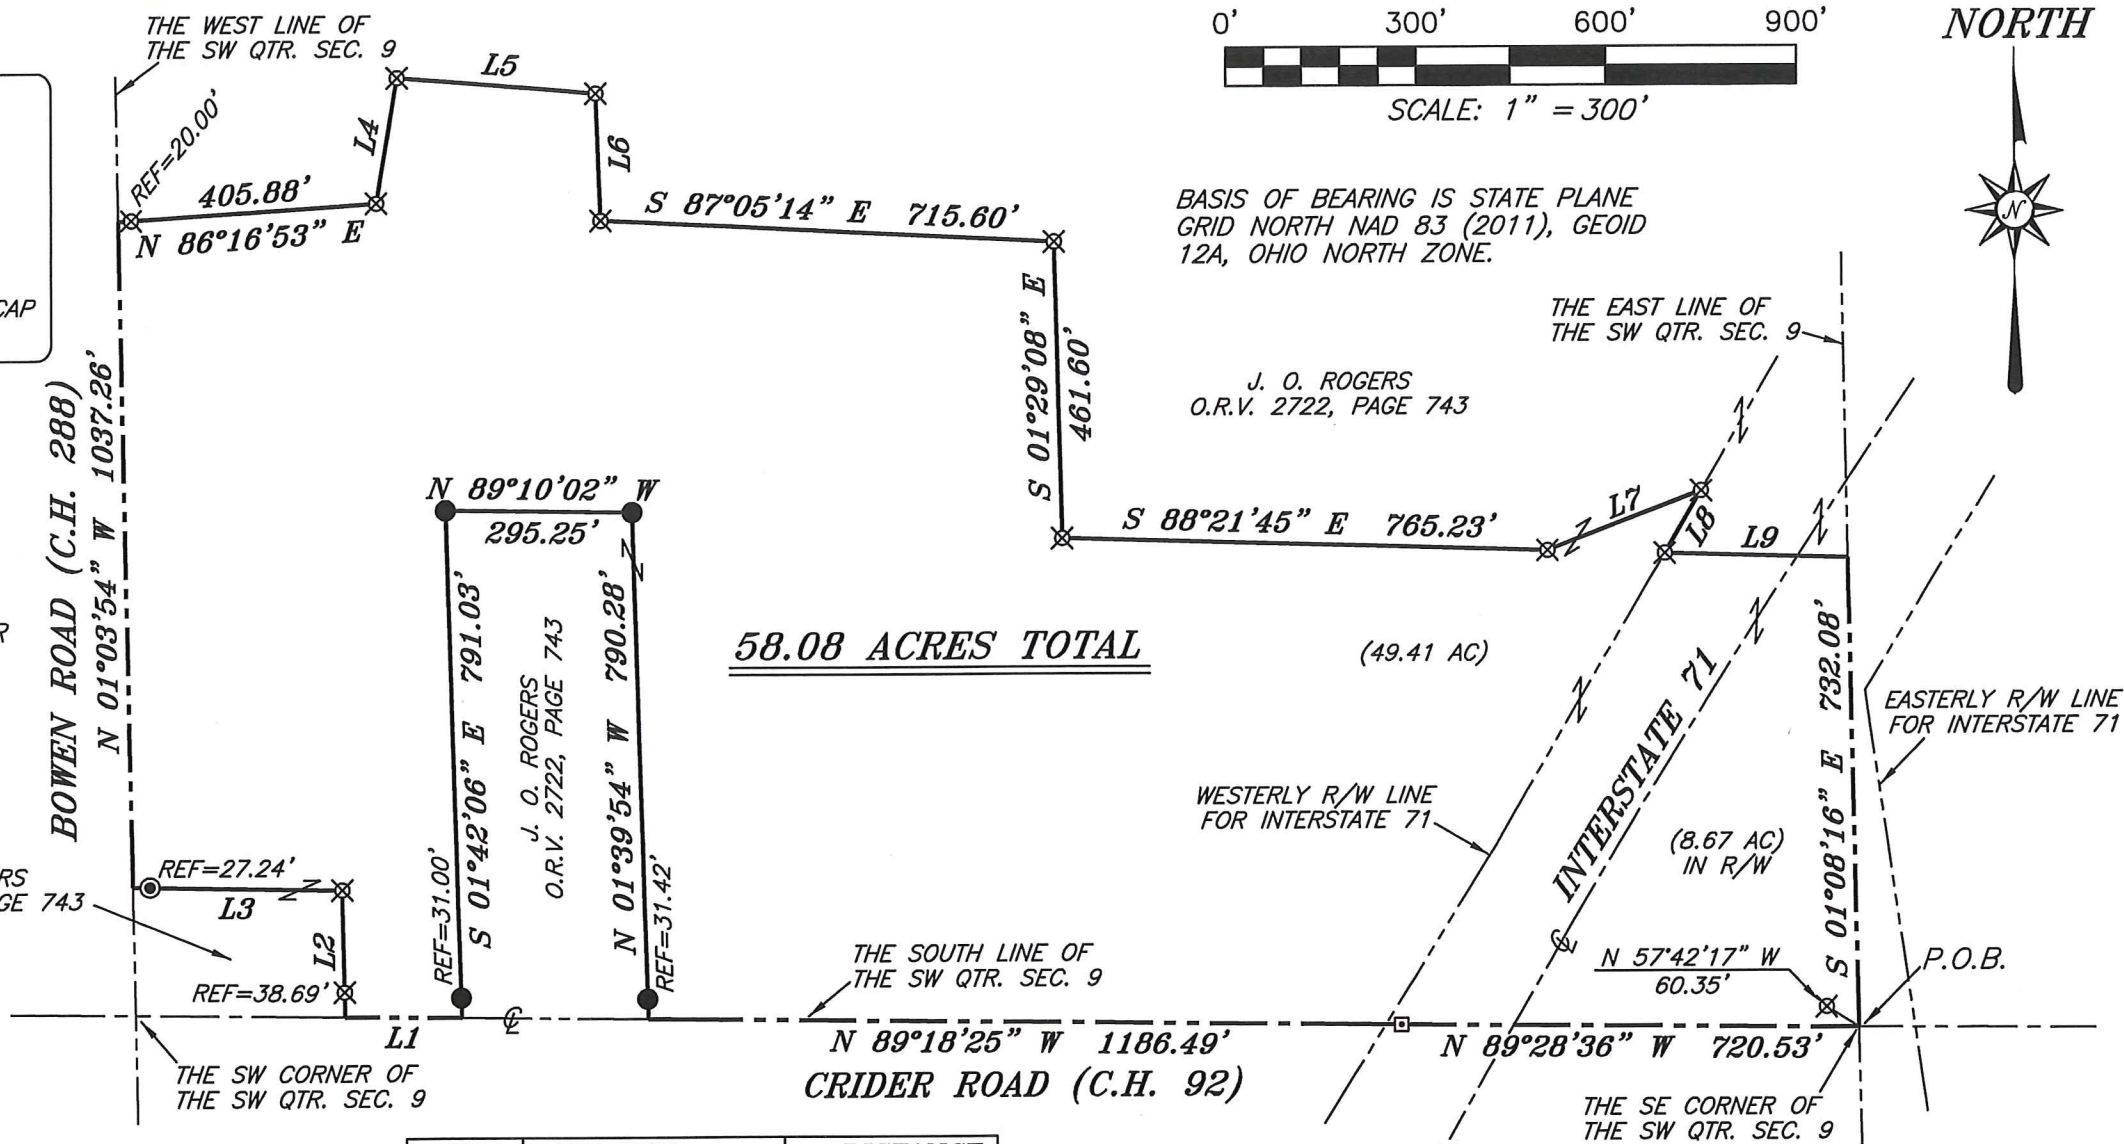 THE WEST LINE OF
THE SW QTR. SEC. 9
0' 300' 600' 900'
SCALE: 1” = 300'
NORTH
N
BASIS OF BEARING IS STATE PLANE
GRID NORTH NAD 83 (2011), GEOID
12A, OHIO NORTH ZONE.
REF=20.00'
405.88'
N 86°16'53” E
L4
L5
L6
S 87°05'14” E 715.60'
S 01°29'08” E
461.60'
CAP
THE EAST LINE OF
THE SW QTR. SEC. 9
J. O. ROGERS
O.R.V. 2722, PAGE 743
BOWEN ROAD (C.H. 288)
N 01°03'54” W 1037.26'
N 89°10'02” W
295.25'
S 88°21'45” E 765.23'
L7
L8
L9
S 01°42'06” E 791.03'
REF=31.00'
J. O. ROGERS
O.R.V. 2722, PAGE 743
N 01°39'54” W 790.28'
REF=31.42'
58.08 ACRES TOTAL
(49.41 AC)
R
INTERSTATE 71
S 01°08'16” E 732.08'
EASTERLY R/W LINE
FOR INTERSTATE 71
WESTERLY R/W LINE
FOR INTERSTATE 71
(8.67 AC)
IN R/W
RS
GE 743
REF=27.24'
L3
L2
REF=38.69'
THE SOUTH LINE OF
THE SW QTR. SEC. 9
N 57°42'17” W
60.35'
P.O.B.
L1
N 89°18'25” W 1186.49'
N 89°28'36” W 720.53'
CRIDER ROAD (C.H. 92)
THE SW CORNER OF
THE SW QTR. SEC. 9
THE SE CORNER OF
THE SW QTR. SEC. 9